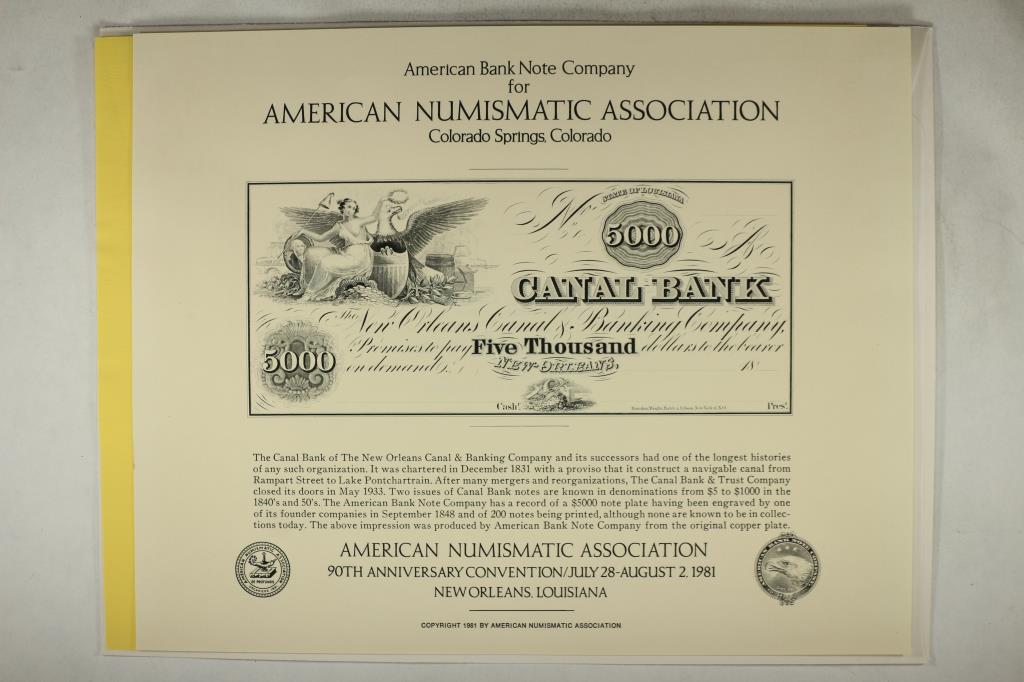 American Bank Note Company
for
AMERICAN NUMISMATIC ASSOCIATION
Colorado Springs, Colorado
STATE OF LOUISIANA
No.
5000
CANAL BANK
The New Orleans Canal & Banking Company,
Promises to pay Five Thousand dollars to the bearer
5000
on demand
NEW-ORLEANS,
18
Cashr.
Presdt.
The Canal Bank of The New Orleans Canal & Banking Company and its successors had one of the longest histories
of any such organization. It was chartered in December 1831 with a proviso that it construct a navigable canal from
Rampart Street to Lake Pontchartrain. After many mergers and reorganizations, The Canal Bank & Trust Company
closed its doors in May 1933. Two issues of Canal Bank notes are known in denominations from $5 to $1000 in the
1840's and 50's. The American Bank Note Company has a record of a $5000 note plate having been engraved by one
of its founder companies in September 1848 and of 200 notes being printed, although none are known to be in collec-
tions today. The above impression was produced by American Bank Note Company from the original copper plate.
AMERICAN NUMISMATIC ASSOCIATION
90TH ANNIVERSARY CONVENTION/JULY 28-AUGUST 2, 1981
NEW ORLEANS, LOUISIANA
COPYRIGHT 1981 BY AMERICAN NUMISMATIC ASSOCIATION